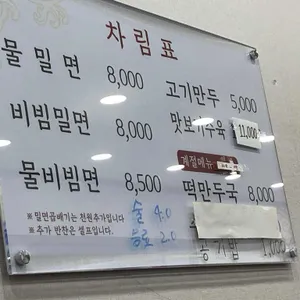 차림표
물밀면 8,000
비빔밀면 8,000
물비빔면 8,500
※ 밀면곱빼기는 천원추가입니다
※ 추가 반찬은 셀프입니다
술 4.0
음료 2.0
고기만두 5,000
맛보기수육 11,000
계절메뉴
떡만두국 8,000
공기밥 1,000